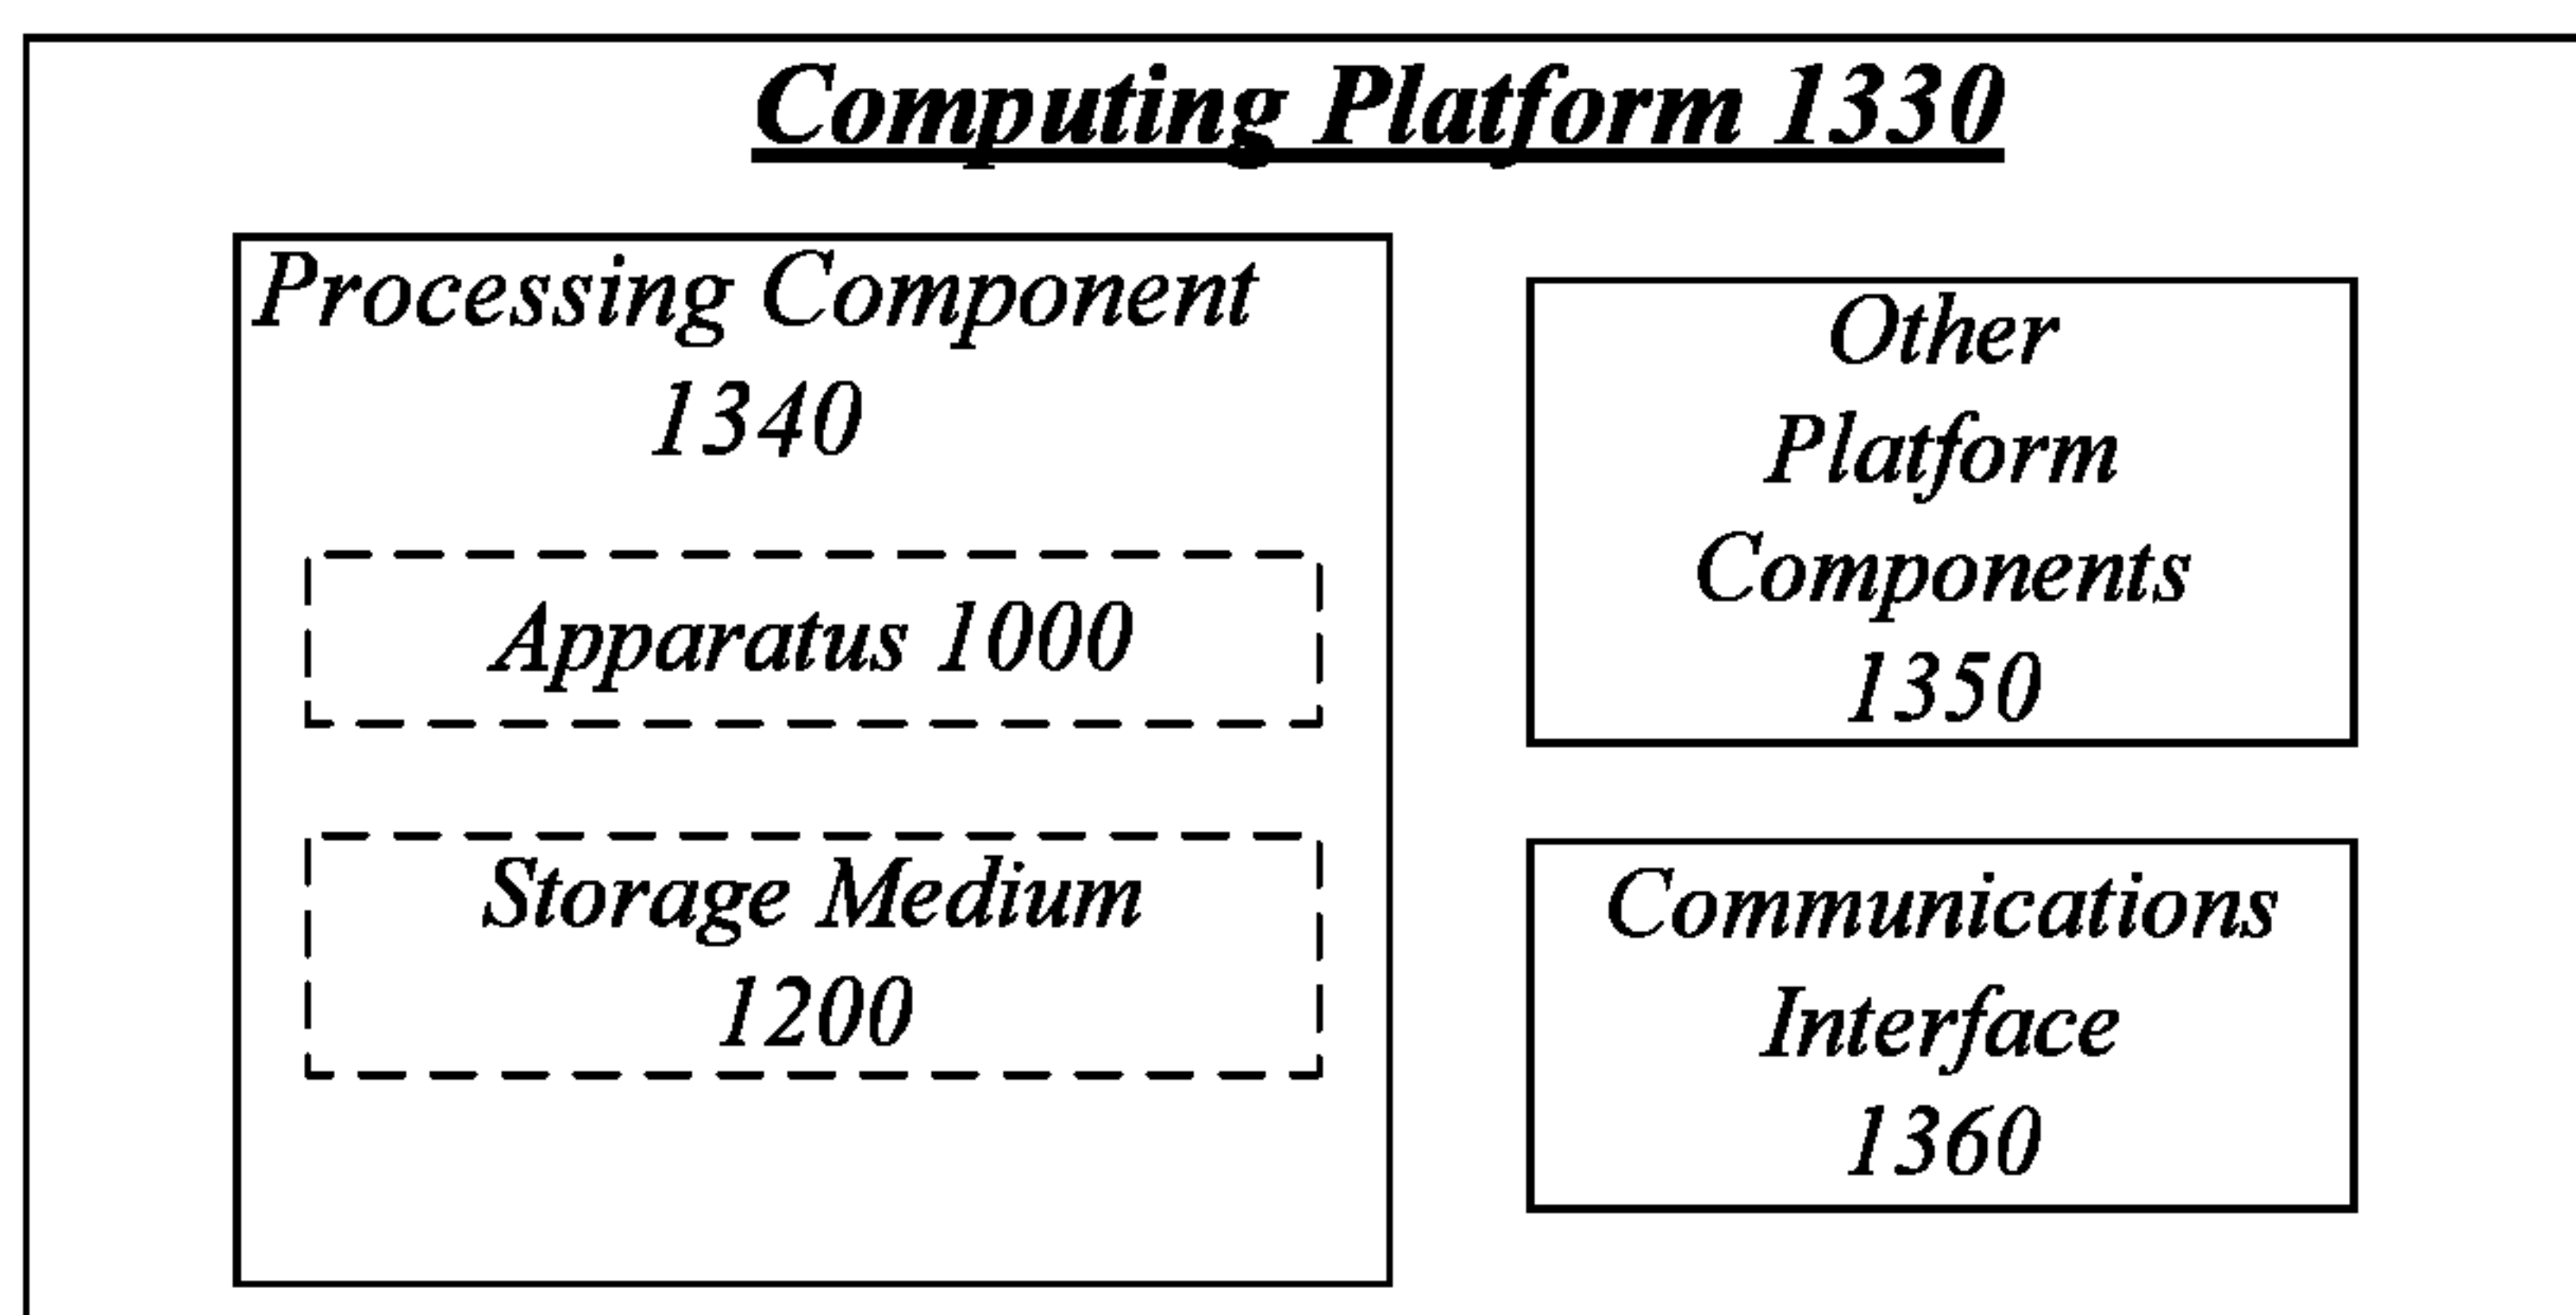 Computing Platform 1330
Processing Component
1340
Apparatus 1000
Storage Medium
1200
Other
Platform
Components
1350
Communications
Interface
1360